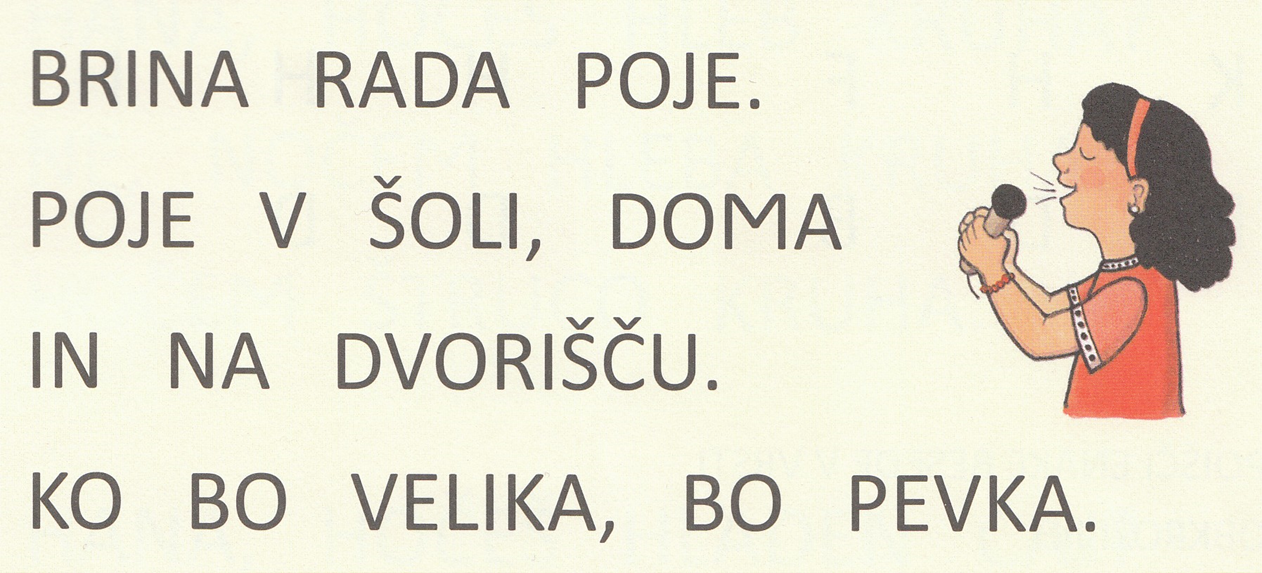 BRINA RADA POJE.
POJE V ŠOLI, DOMA
IN NA DVORIŠČU.
KO BO VELIKA, BO PEVKA.